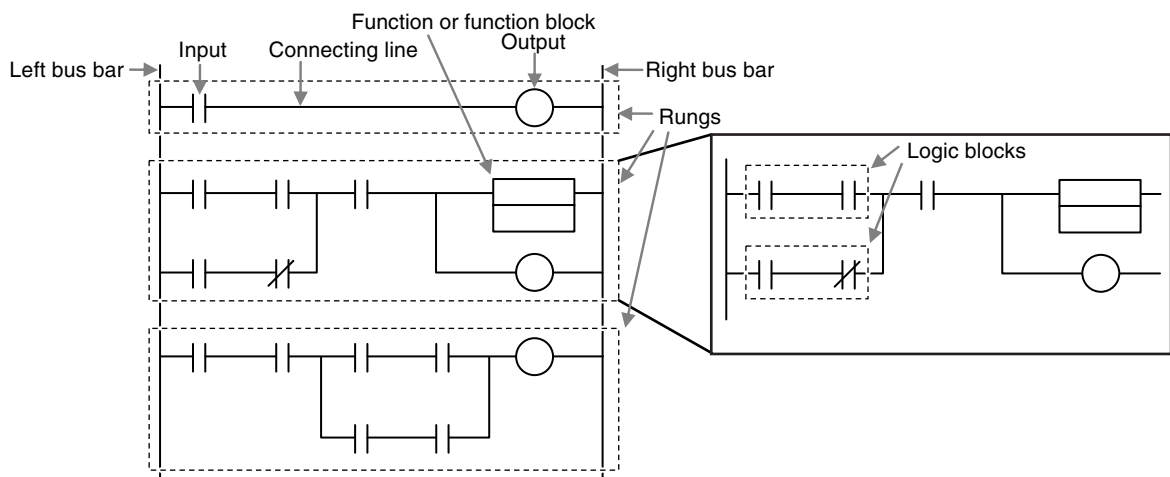 Function or function block
Input
Connecting line
Output
Left bus bar
Right bus bar
Rungs
Logic blocks